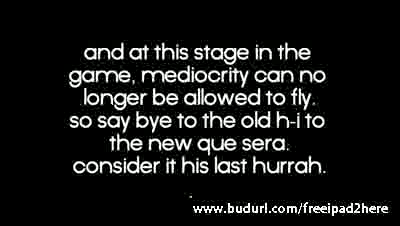 and at this stage in the
game, mediocrity can no
longer be allowed to fly.
so say bye to the old h-i to
the new que sera.
consider it his last hurrah.
www.budurl.com/freeipad2here